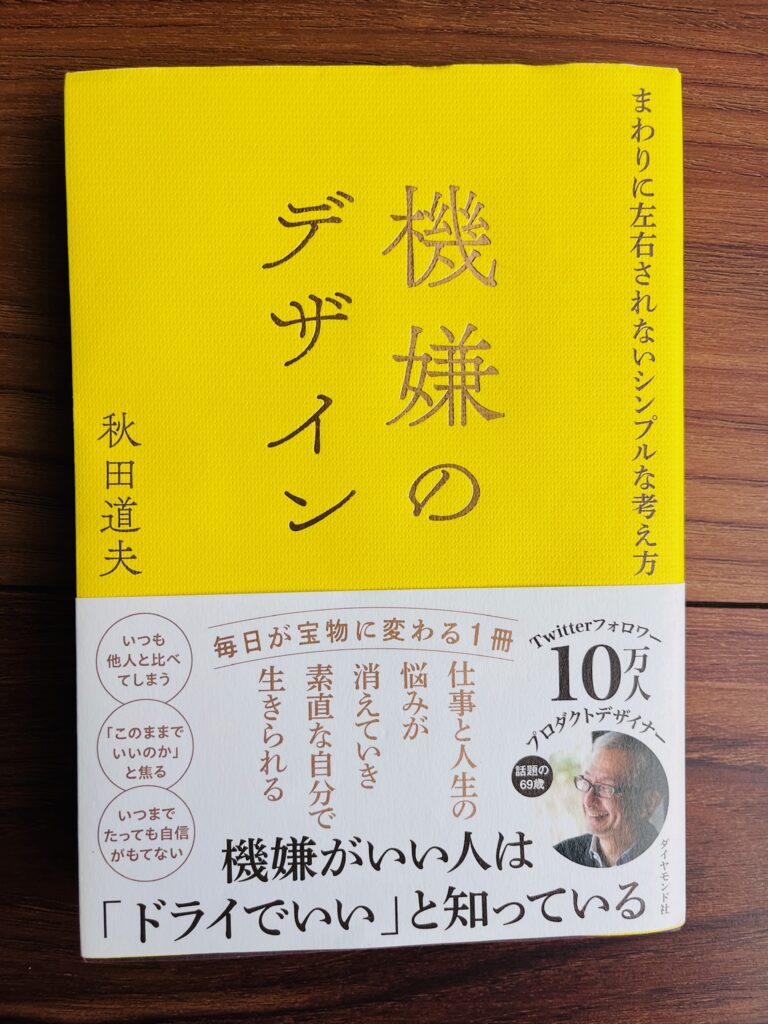 まわりに左右されないシンプルな考え方
機嫌の
デザイン
秋田道夫
毎日が宝物に変わる1冊
仕事と人生の
悩みが
消えていき
素直な自分で
生きられる
いつも
他人と比べ
てしまう
「このままで
いいのか」
と焦る
いつまで
たっても自信
がもてない
Twitterフォロワー
10万人
プロダクトデザイナー
話題の
69歳
機嫌がいい人は
「ドライでいい」と知っている
ダイヤモンド社